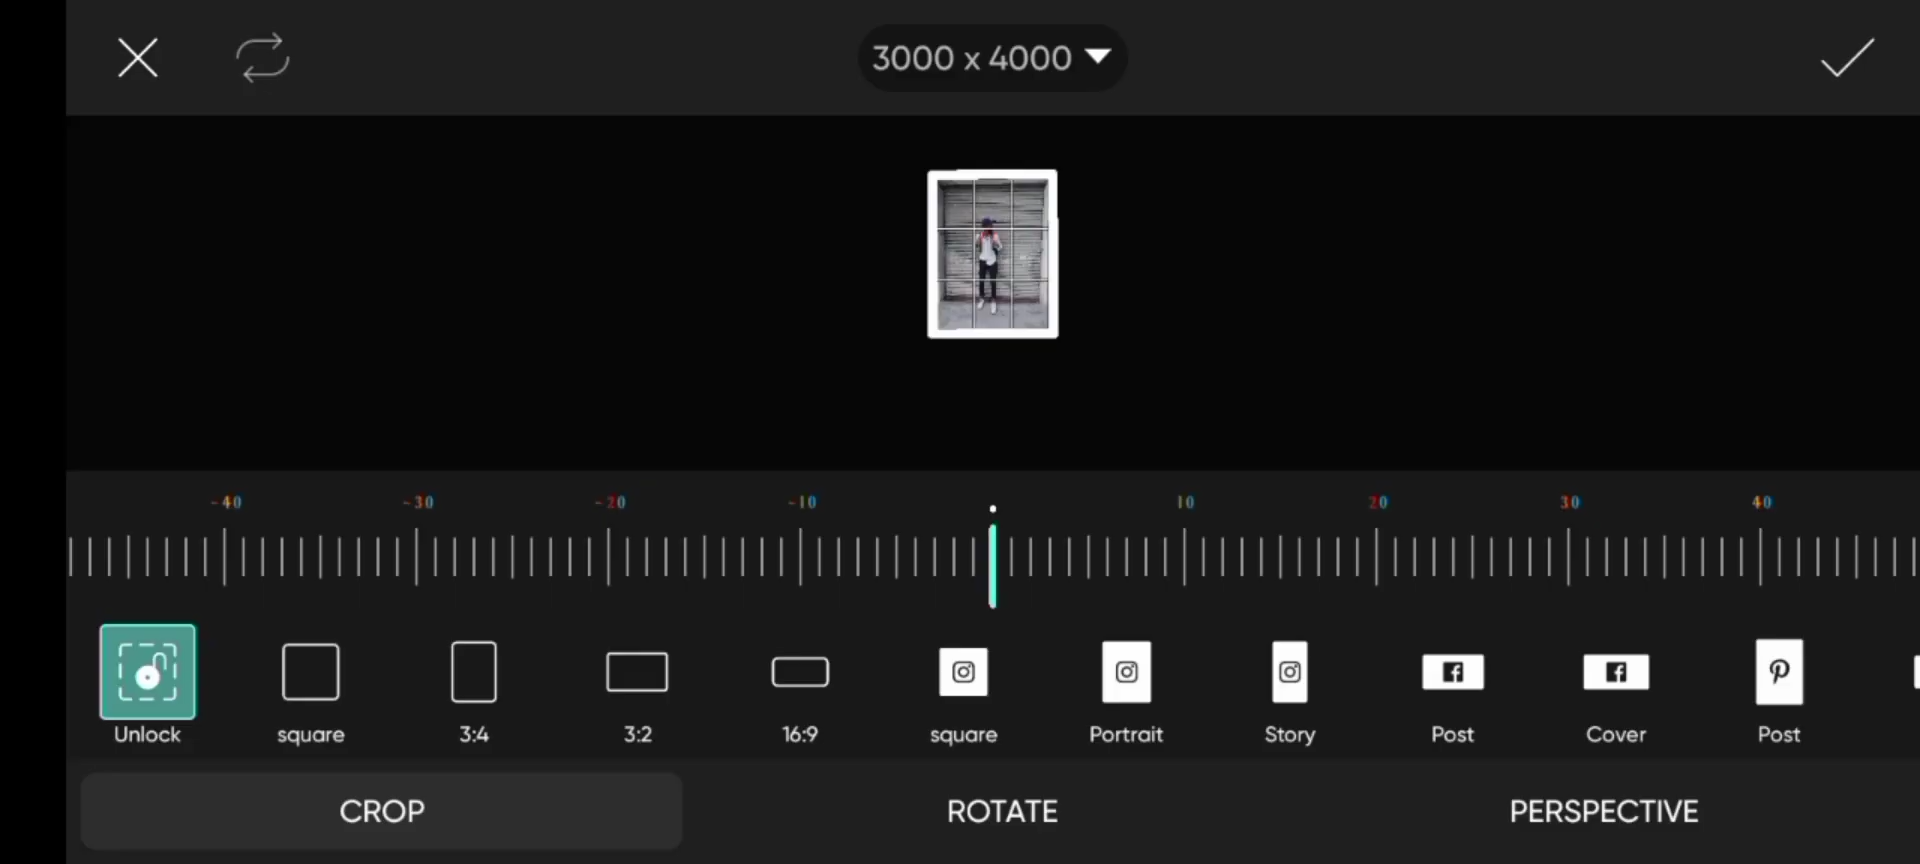 3000 x 4000
-40 -30 -20 -10 10 20 30 40
Unlock square 3:4 3:2 16:9 square Portrait Story Post Cover Post
CROP ROTATE PERSPECTIVE